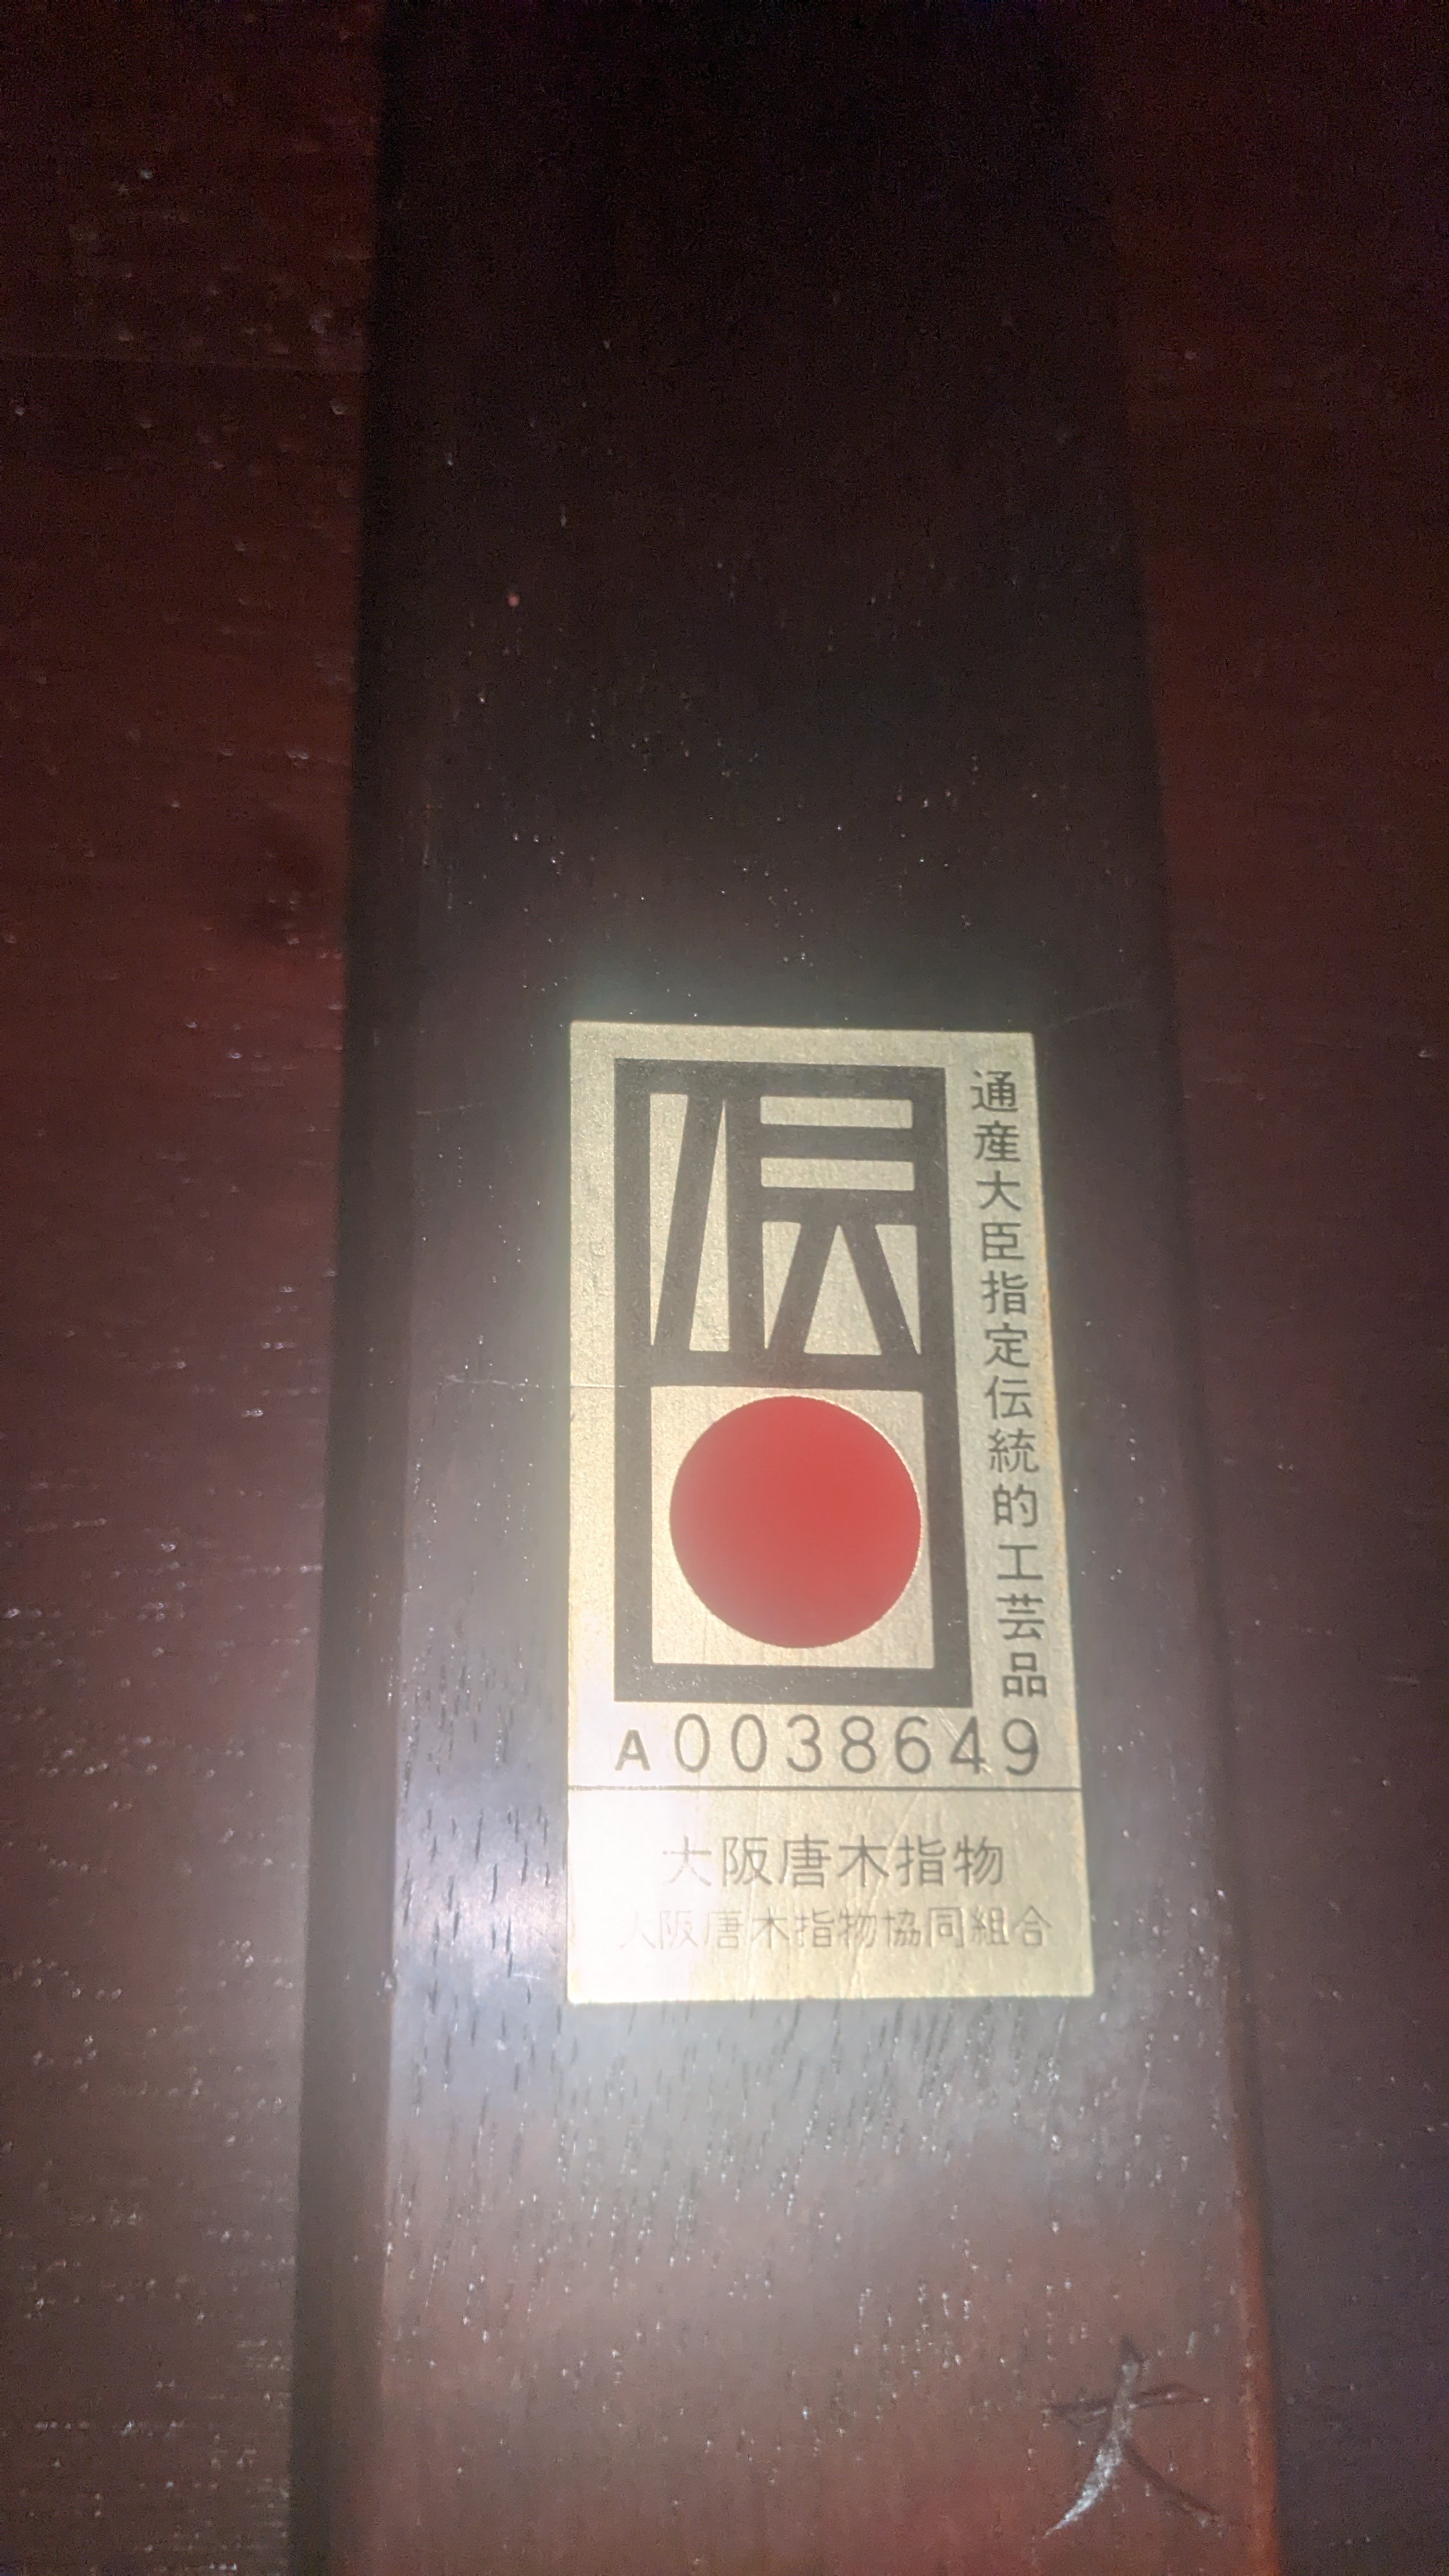 伝
通産大臣指定伝統的工芸品
A0038649
大阪唐木指物
大阪唐木指物協同組合
大